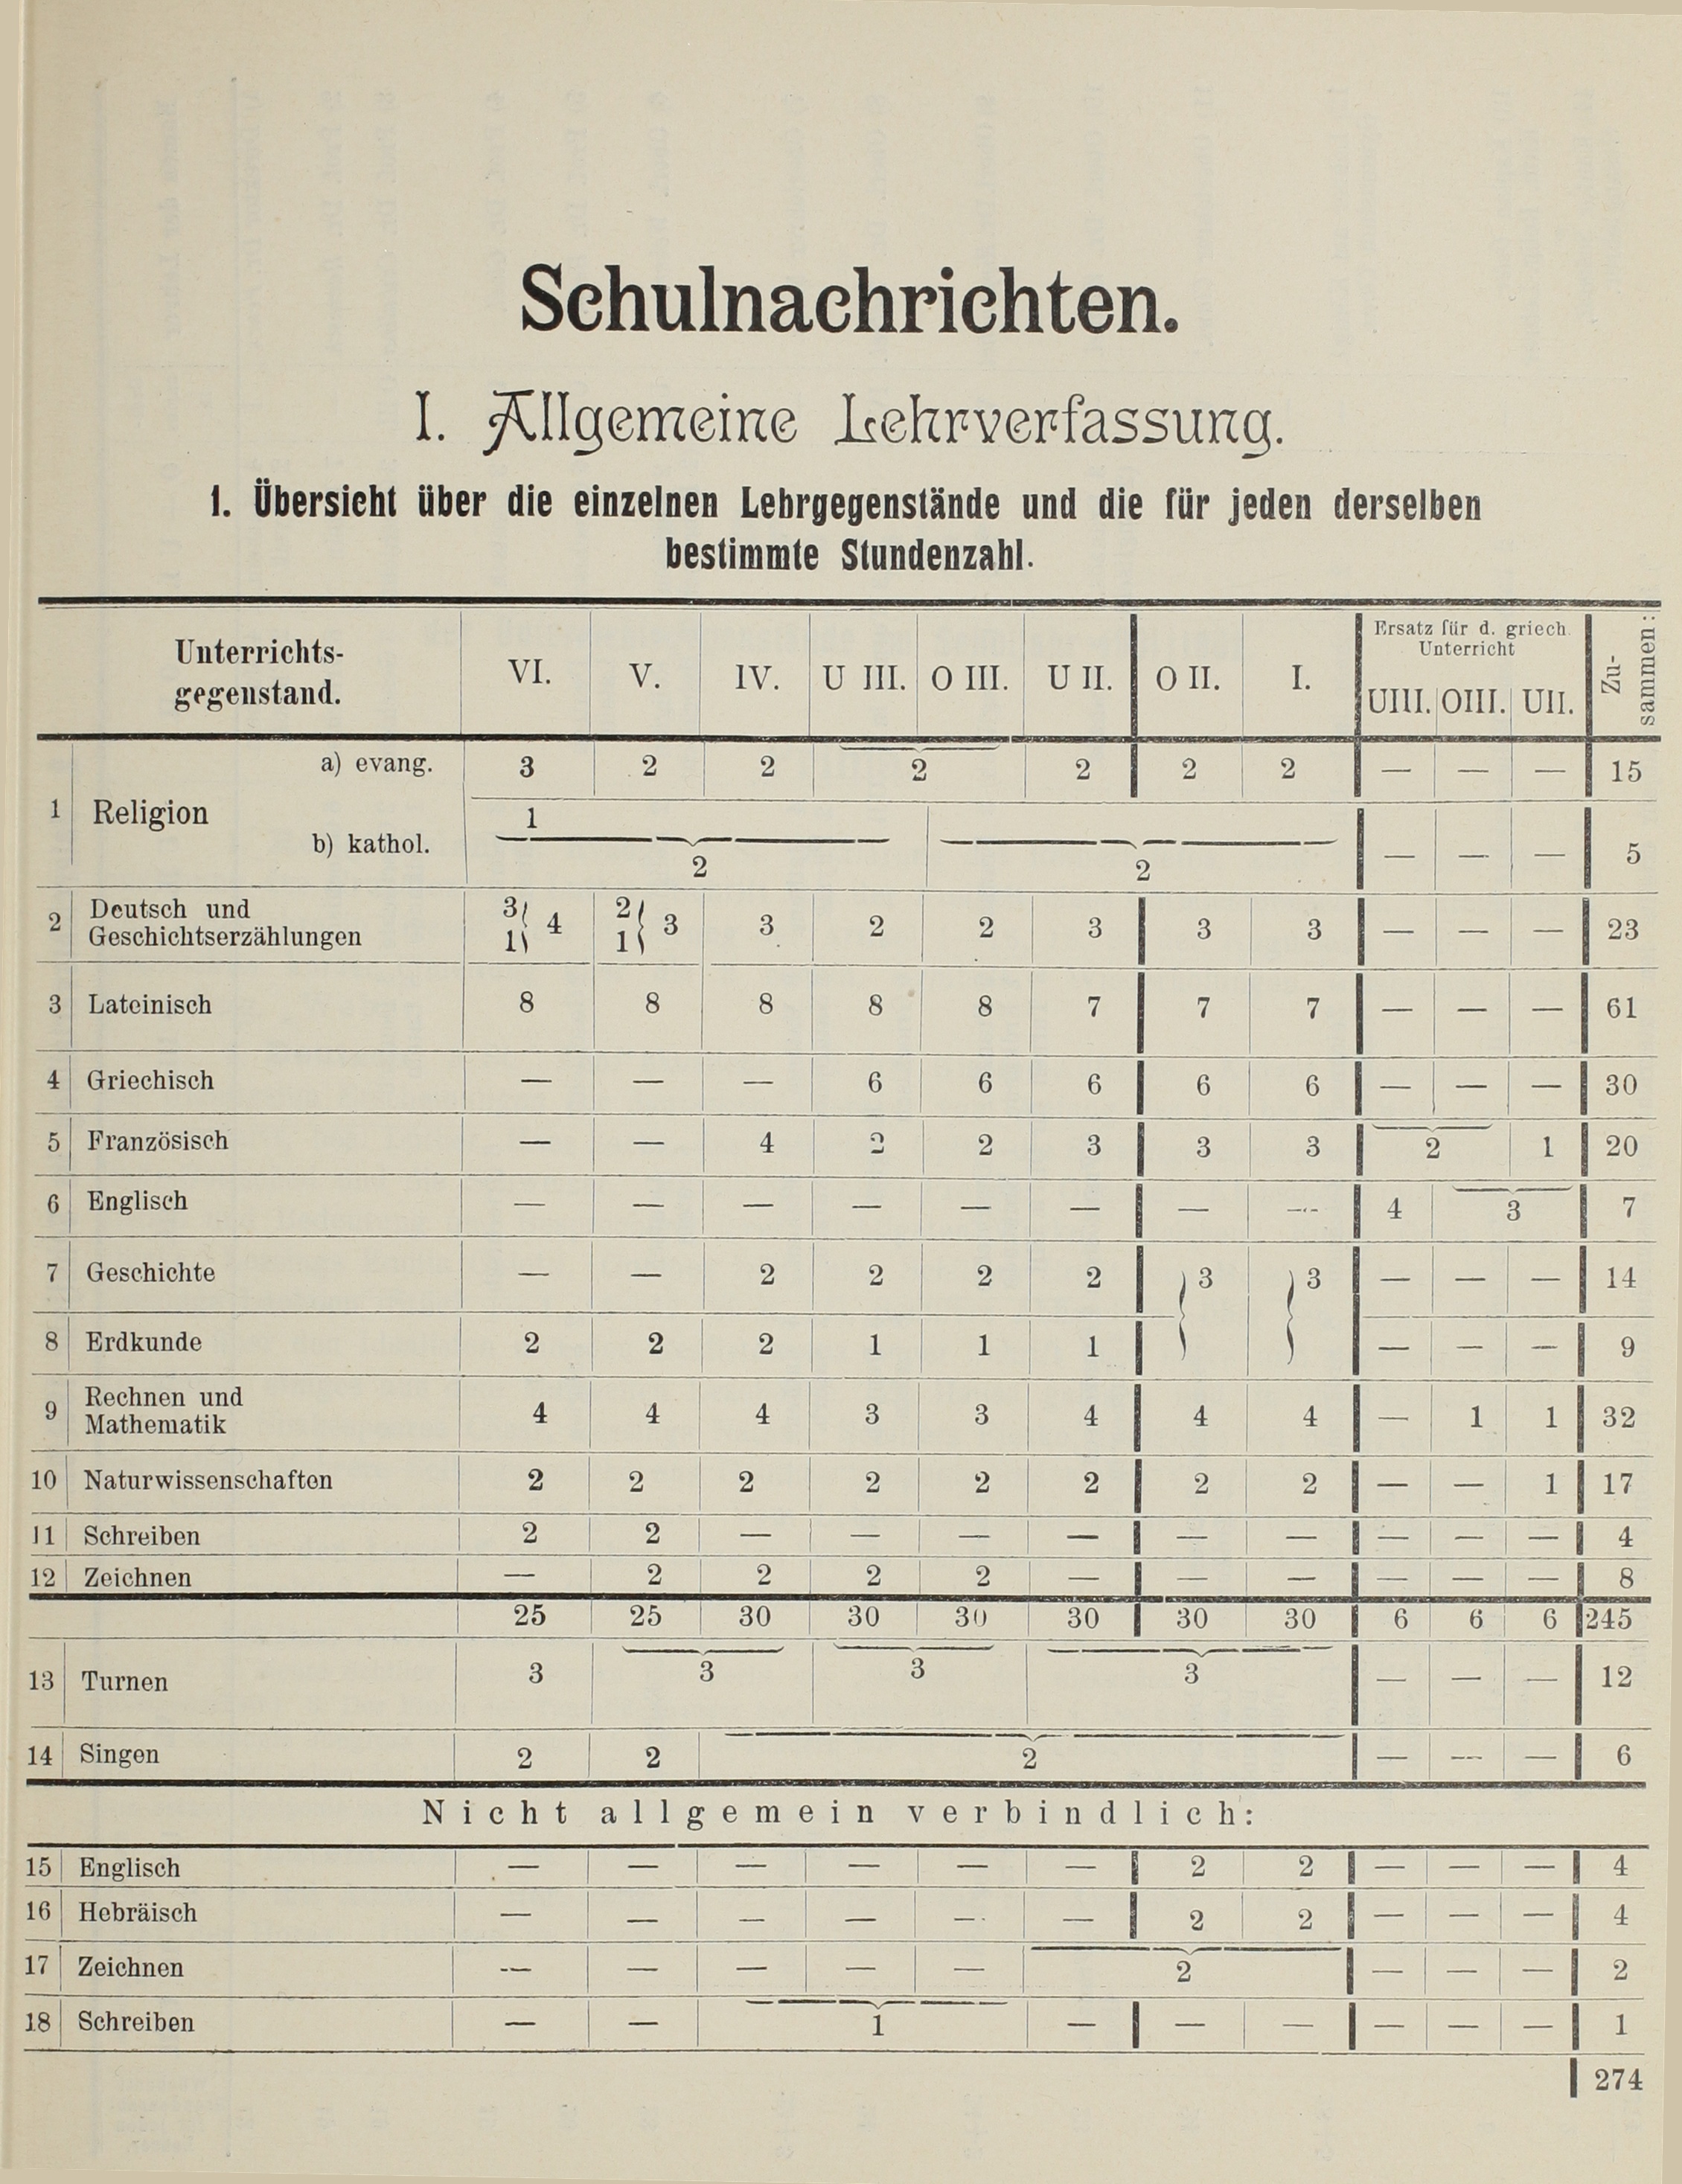 Schulnachrichten.
I. Allgemeine Lehrverfassung.
1. Übersicht über die einzelnen Lehrgegenstände und die für jeden derselben
bestimmte Stundenzahl.
Unterrichts-
gegenstand. VI. V. IV. U III. O III. U II. O II. I. Ersatz für d. griech. Unterricht UIII. OIII. UII. Zu-sammen:
1 Religion a) evang. 3 2 2 2 2 2 2 — — — 15
1
b) kathol. 2 2 — — — 5
2 Deutsch und Geschichtserzählungen 3 1 } 4 2 1 } 3 3 2 2 3 3 3 — — — 23
3 Lateinisch 8 8 8 8 8 7 7 7 — — — 61
4 Griechisch — — — 6 6 6 6 6 — — — 30
5 Französisch — — 4 2 2 3 3 3 2 1 20
6 Englisch — — — — — — — — 4 3 7
7 Geschichte — — 2 2 2 2 } 3 } 3 — — — 14
8 Erdkunde 2 2 2 1 1 1 — — — 9
9 Rechnen und Mathematik 4 4 4 3 3 4 4 4 — 1 1 32
10 Naturwissenschaften 2 2 2 2 2 2 2 2 — — 1 17
11 Schreiben 2 2 — — — — — — — — — 4
12 Zeichnen — 2 2 2 2 — — — — — — 8
25 25 30 30 30 30 30 30 6 6 6 245
13 Turnen 3 3 3 3 — — — 12
14 Singen 2 2 2 — — — 6
Nicht allgemein verbindlich:
15 Englisch — — — — — — 2 2 — — — 4
16 Hebräisch — — — — — — 2 2 — — — 4
17 Zeichnen — — — — — 2 — — — 2
18 Schreiben — — 1 — — — — — — 1
274